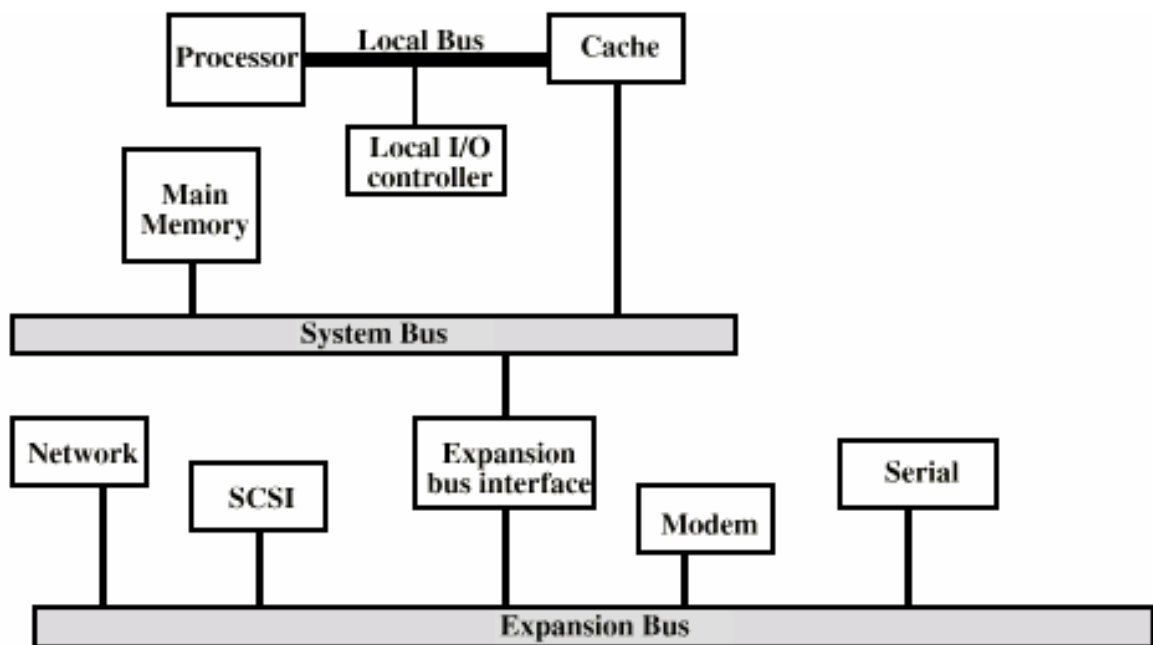 Local Bus
Processor
Cache
Local I/O
controller
Main
Memory
System Bus
Network
SCSI
Expansion
bus interface
Modem
Serial
Expansion Bus